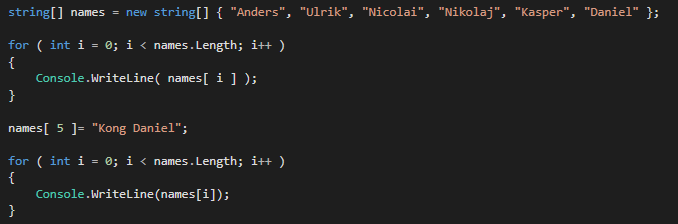 string[] names = new string[] { "Anders", "Ulrik", "Nicolai", "Nikolaj", "Kasper", "Daniel" };
for ( int i = 0; i < names.Length; i++ )
{
Console.WriteLine( names[ i ] );
}
names[ 5 ]= "Kong Daniel";
for ( int i = 0; i < names.Length; i++ )
{
Console.WriteLine(names[i]);
}